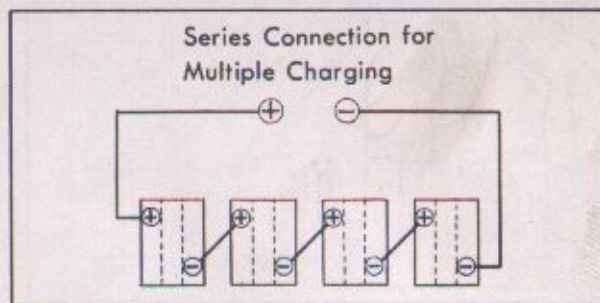 Series Connection for
Multiple Charging
+ −
+ + + +
− − − −